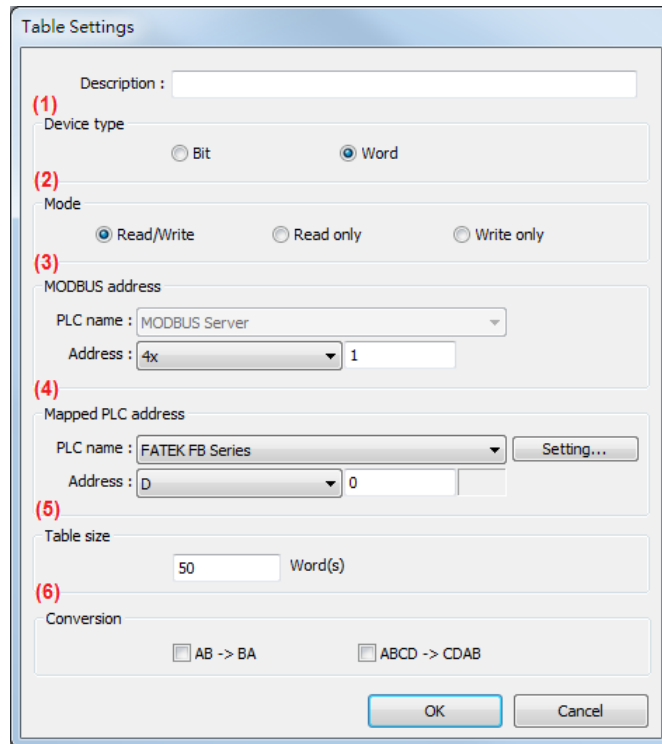 Table Settings
Description :
(1)
Device type
Bit Word
(2)
Mode
Read/Write Read only Write only
(3)
MODBUS address
PLC name : MODBUS Server
Address : 4x 1
(4)
Mapped PLC address
PLC name : FATEK FB Series Setting...
Address : D 0
(5)
Table size
50 Word(s)
(6)
Conversion
AB -> BA ABCD -> CDAB
OK Cancel